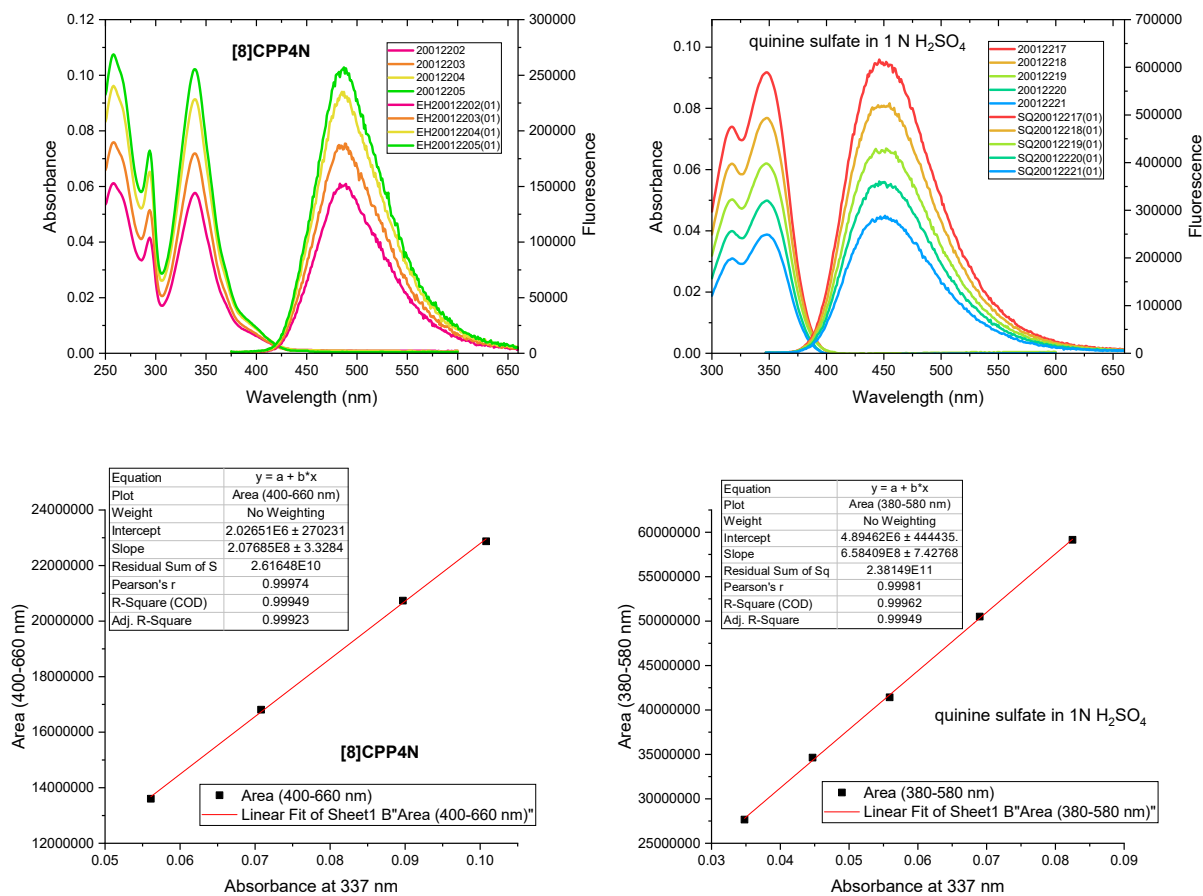 [8]CPP4N
20012202
20012203
20012204
20012205
EH20012202(01)
EH20012203(01)
EH20012204(01)
EH20012205(01)
Absorbance
0.12
0.10
0.08
0.06
0.04
0.02
0.00
Fluorescence
300000
250000
200000
150000
100000
50000
0
250 300 350 400 450 500 550 600 650
Wavelength (nm)
quinine sulfate in 1 N H₂SO₄
20012217
20012218
20012219
20012220
20012221
SQ20012217(01)
SQ20012218(01)
SQ20012219(01)
SQ20012220(01)
SQ20012221(01)
Absorbance
0.10
0.08
0.06
0.04
0.02
0.00
Fluorescence
700000
600000
500000
400000
300000
200000
100000
0
300 350 400 450 500 550 600 650
Wavelength (nm)
Equation y = a + b*x
Plot Area (400-660 nm)
Weight No Weighting
Intercept 2.02651E6 ± 270231
Slope 2.07685E8 ± 3.3284
Residual Sum of S 2.61648E10
Pearson's r 0.99974
R-Square (COD) 0.99949
Adj. R-Square 0.99923
Area (400-660 nm)
24000000
22000000
20000000
18000000
16000000
14000000
12000000
[8]CPP4N
Area (400-660 nm)
Linear Fit of Sheet1 B"Area (400-660 nm)"
0.05 0.06 0.07 0.08 0.09 0.10
Absorbance at 337 nm
Equation y = a + b*x
Plot Area (380-580 nm)
Weight No Weighting
Intercept 4.89462E6 ± 444435.
Slope 6.58409E8 ± 7.42768
Residual Sum of Sq 2.38149E11
Pearson's r 0.99981
R-Square (COD) 0.99962
Adj. R-Square 0.99949
Area (380-580 nm)
60000000
55000000
50000000
45000000
40000000
35000000
30000000
25000000
quinine sulfate in 1N H₂SO₄
Area (380-580 nm)
Linear Fit of Sheet1 B"Area (380-580 nm)"
0.03 0.04 0.05 0.06 0.07 0.08 0.09
Absorbance at 337 nm